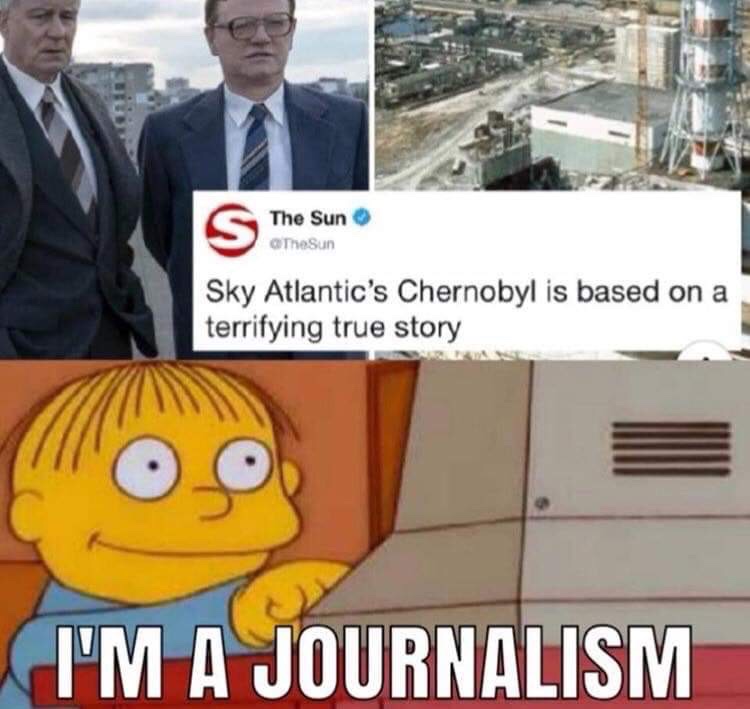 The Sun
@TheSun
Sky Atlantic's Chernobyl is based on a
terrifying true story
I'M A JOURNALISM